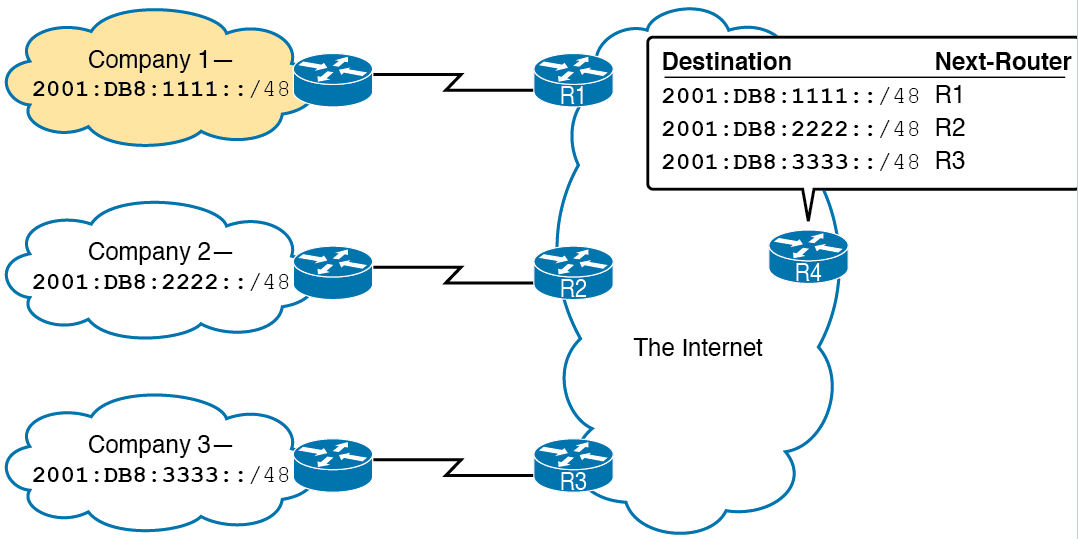 Company 1—
2001:DB8:1111::/48
R1
Destination Next-Router
2001:DB8:1111::/48 R1
2001:DB8:2222::/48 R2
2001:DB8:3333::/48 R3
Company 2—
2001:DB8:2222::/48
R2
R4
The Internet
Company 3—
2001:DB8:3333::/48
R3